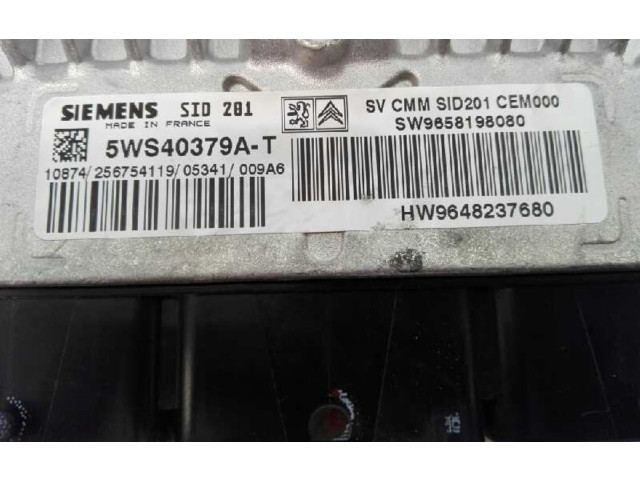 SIEMENS SID 201
MADE IN FRANCE
5WS40379A-T
10874/256754119/05341/009A6
SV CMM SID201 CEM000
SW9658198080
HW9648237680